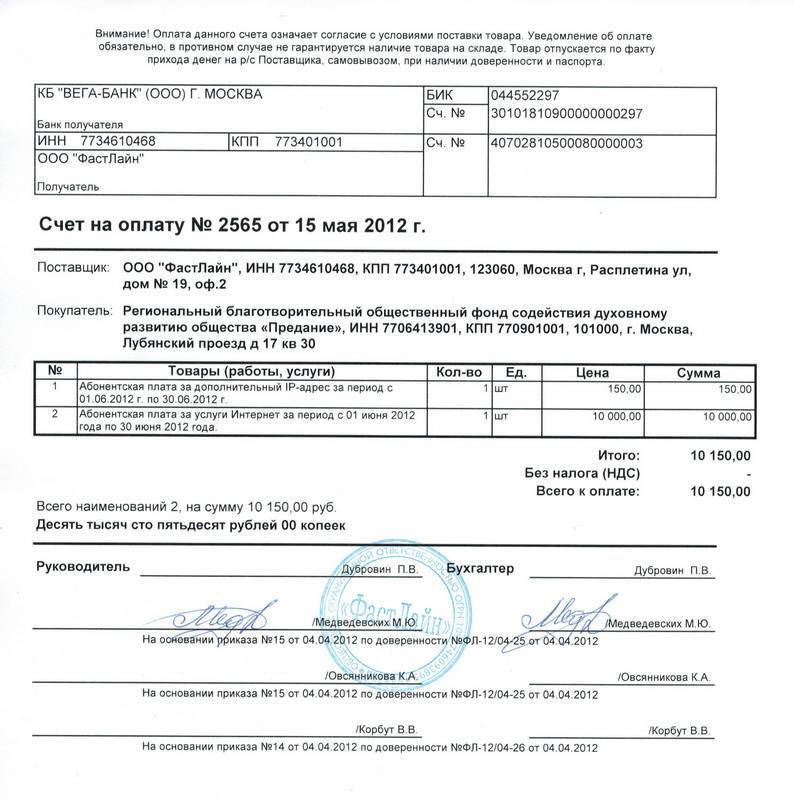 Внимание! Оплата данного счета означает согласие с условиями поставки товара. Уведомление об оплате
обязательно, в противном случае не гарантируется наличие товара на складе. Товар отпускается по факту
прихода денег на р/с Поставщика, самовывозом, при наличии доверенности и паспорта.
КБ "ВЕГА-БАНК" (ООО) Г. МОСКВА БИК 044552297
Сч. № 30101810900000000297
Банк получателя
ИНН 7734610468 КПП 773401001 Сч. № 40702810500080000003
ООО "ФастЛайн"
Получатель
Счет на оплату № 2565 от 15 мая 2012 г.
Поставщик: ООО "ФастЛайн", ИНН 7734610468, КПП 773401001, 123060, Москва г, Расплетина ул,
дом № 19, оф.2
Покупатель: Региональный благотворительный общественный фонд содействия духовному
развитию общества «Предание», ИНН 7706413901, КПП 770901001, 101000, г. Москва,
Лубянский проезд д 17 кв 30
№ Товары (работы, услуги) Кол-во Ед. Цена Сумма
1 Абонентская плата за дополнительный IP-адрес за период с 1 шт 150,00 150,00
01.06.2012 г. по 30.06.2012 г.
2 Абонентская плата за услуги Интернет за период с 01 июня 2012 1 шт 10 000,00 10 000,00
года по 30 июня 2012 года.
Итого: 10 150,00
Без налога (НДС) -
Всего к оплате: 10 150,00
Всего наименований 2, на сумму 10 150,00 руб.
Десять тысяч сто пятьдесят рублей 00 копеек
Руководитель Дубровин П.В. Бухгалтер Дубровин П.В.
/Медведевских М.Ю. /Медведевских М.Ю.
На основании приказа №15 от 04.04.2012 по доверенности №ФЛ-12/04-25 от 04.04.2012
/Овсянникова К.А. /Овсянникова К.А.
На основании приказа №15 от 04.04.2012 по доверенности №ФЛ-12/04-25 от 04.04.2012
/Корбут В.В. /Корбут В.В.
На основании приказа №14 от 04.04.2012 по доверенности №ФЛ-12/04-26 от 04.04.2012
«ФастЛайн»